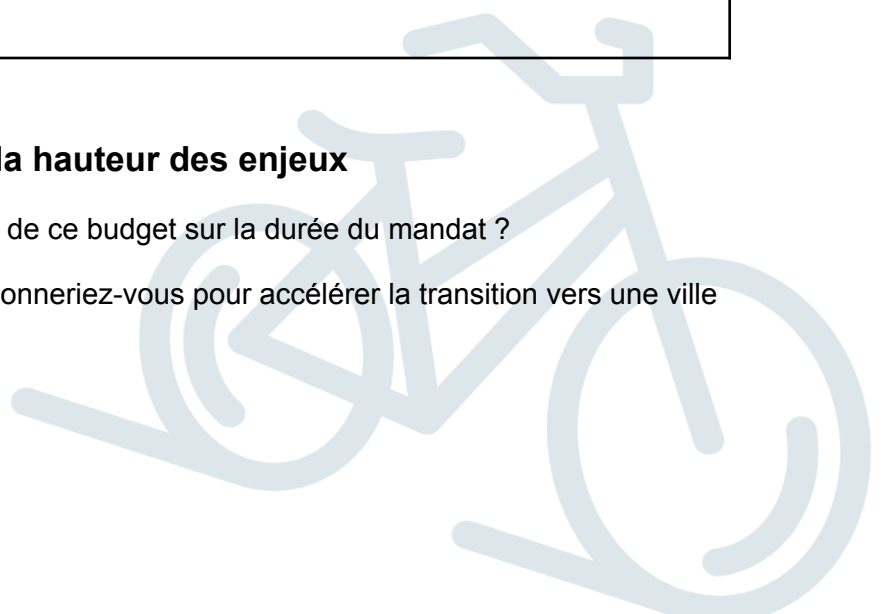 la hauteur des enjeux
de ce budget sur la durée du mandat ?
onneriez-vous pour accélérer la transition vers une ville